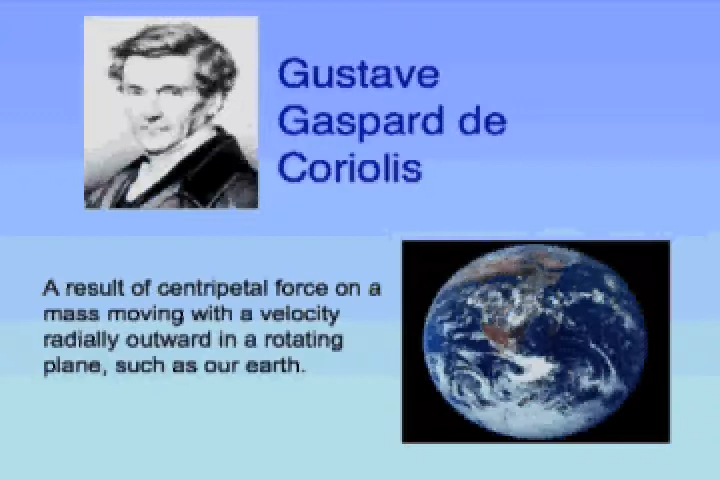 Gustave
Gaspard de
Coriolis
A result of centripetal force on a
mass moving with a velocity
radially outward in a rotating
plane, such as our earth.